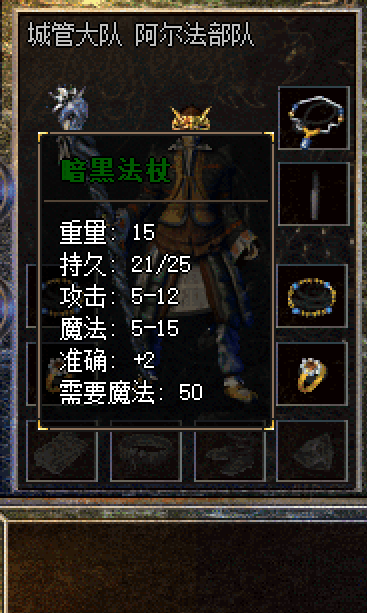 城管大队 阿尔法部队
暗黑法杖
重量: 15
持久: 21/25
攻击: 5-12
魔法: 5-15
准确: +2
需要魔法: 50